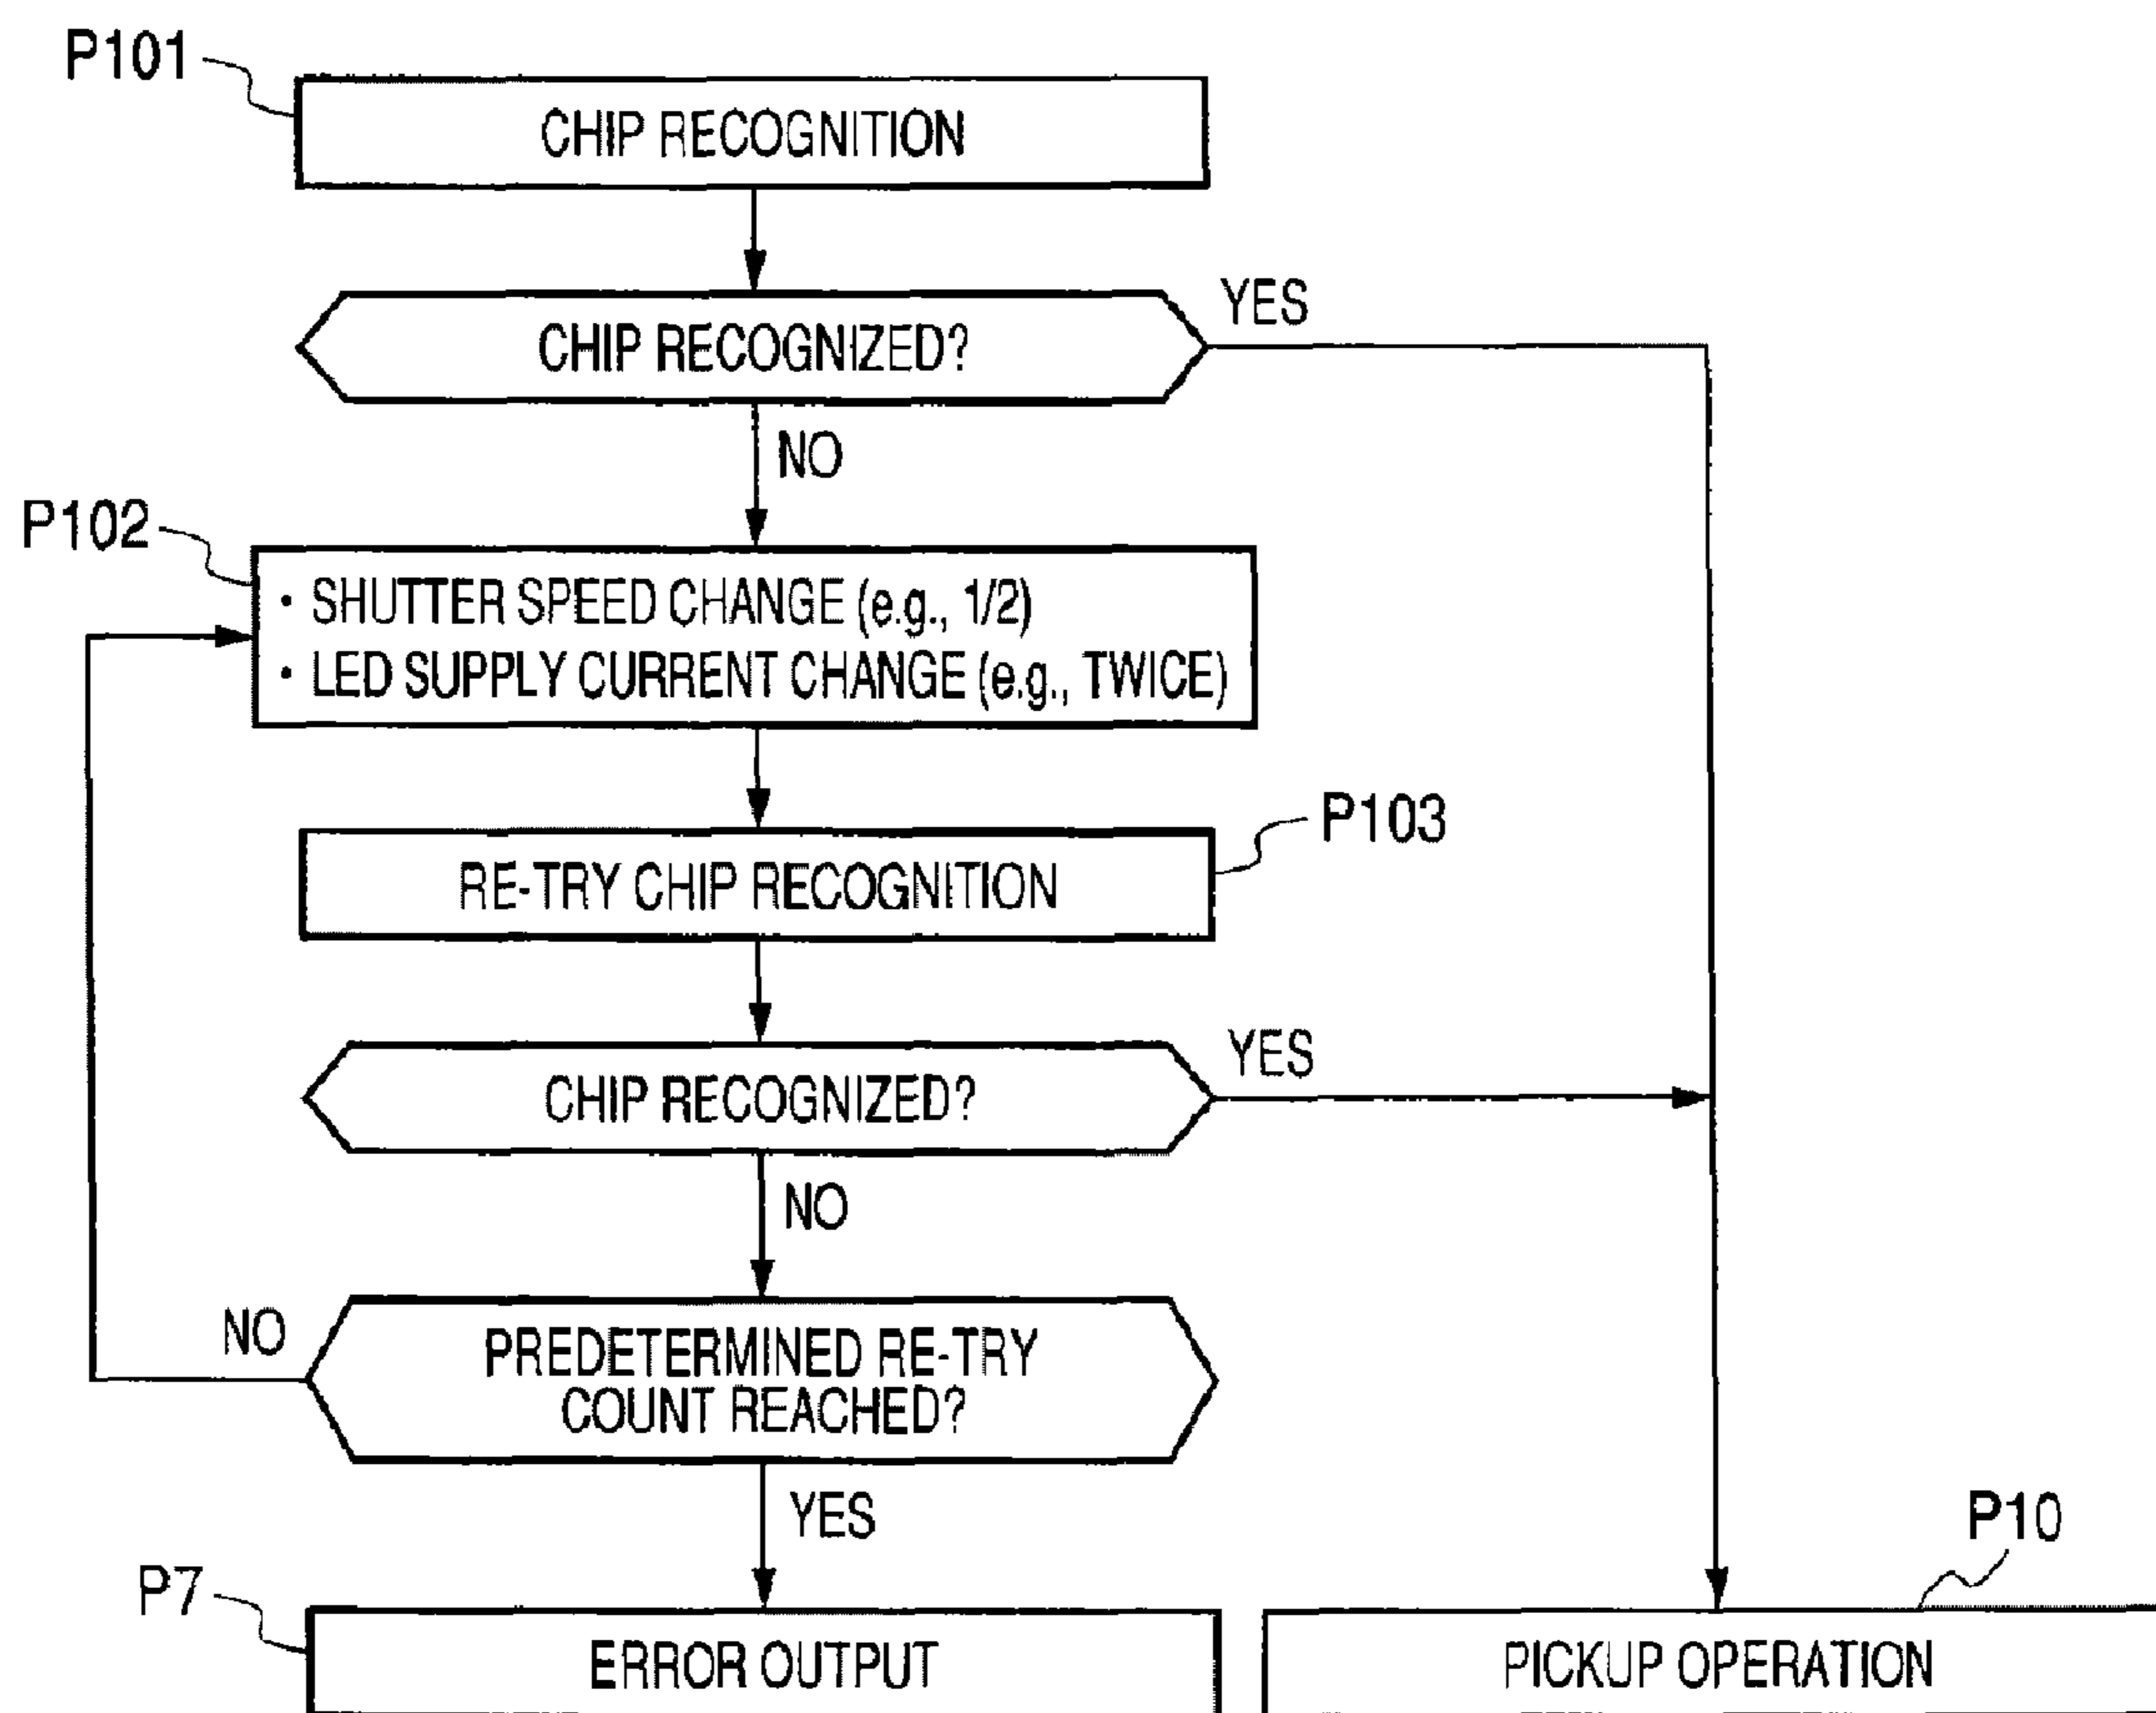 P101
CHIP RECOGNITION
CHIP RECOGNIZED?
YES
NO
P102
• SHUTTER SPEED CHANGE (e.g., 1/2)
• LED SUPPLY CURRENT CHANGE (e.g., TWICE)
P103
RE-TRY CHIP RECOGNITION
CHIP RECOGNIZED?
YES
NO
NO
PREDETERMINED RE-TRY
COUNT REACHED?
YES
P7
ERROR OUTPUT
P10
PICKUP OPERATION